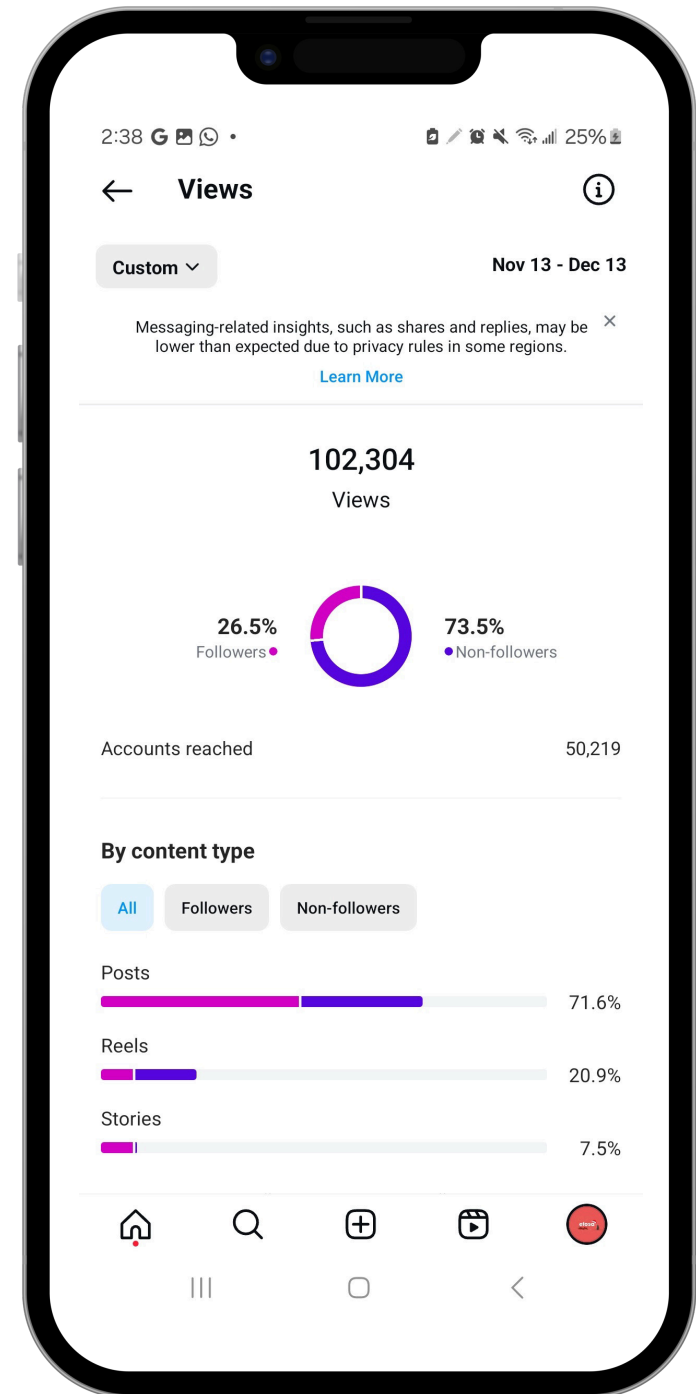 2:38
25%
Views
Custom
Nov 13 - Dec 13
Messaging-related insights, such as shares and replies, may be
lower than expected due to privacy rules in some regions.
Learn More
102,304
Views
26.5%
Followers
73.5%
Non-followers
Accounts reached
50,219
By content type
All
Followers
Non-followers
Posts
71.6%
Reels
20.9%
Stories
7.5%